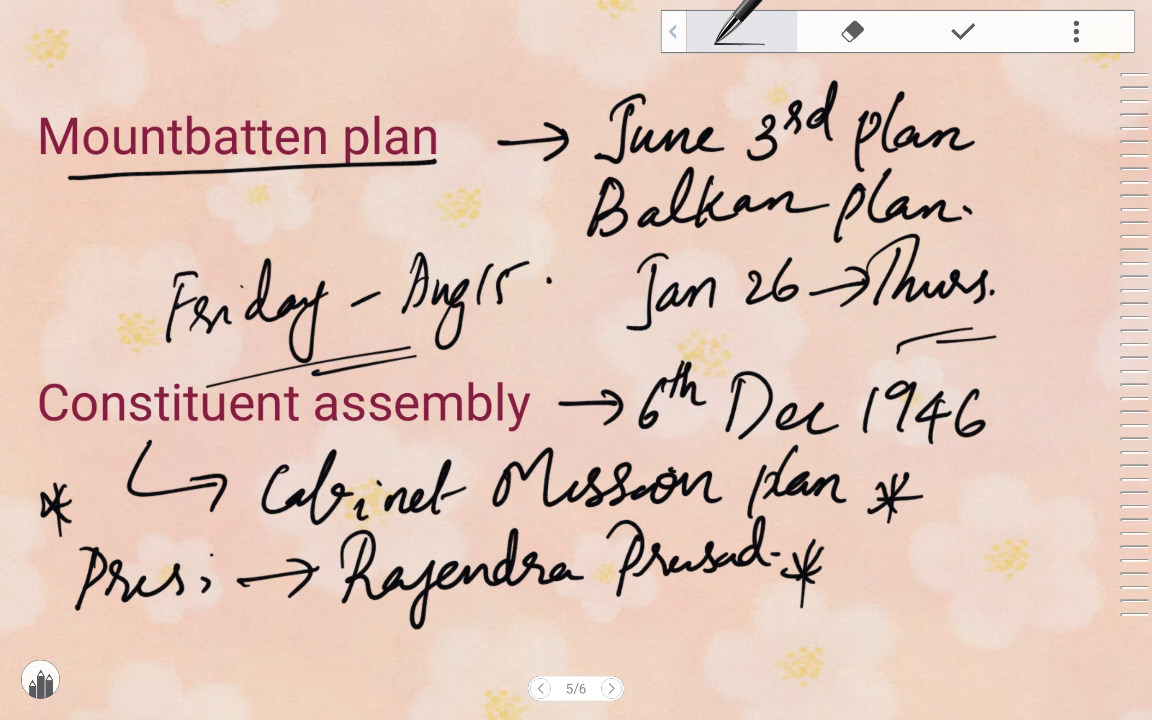 Mountbatten plan → June 3rd plan
Balkan plan.
Friday – Aug 15. Jan 26 → Thurs.
Constituent assembly → 6th Dec 1946
* ↳ Cabinet Mission plan *
Pres; → Rajendra Prasad. *
5/6